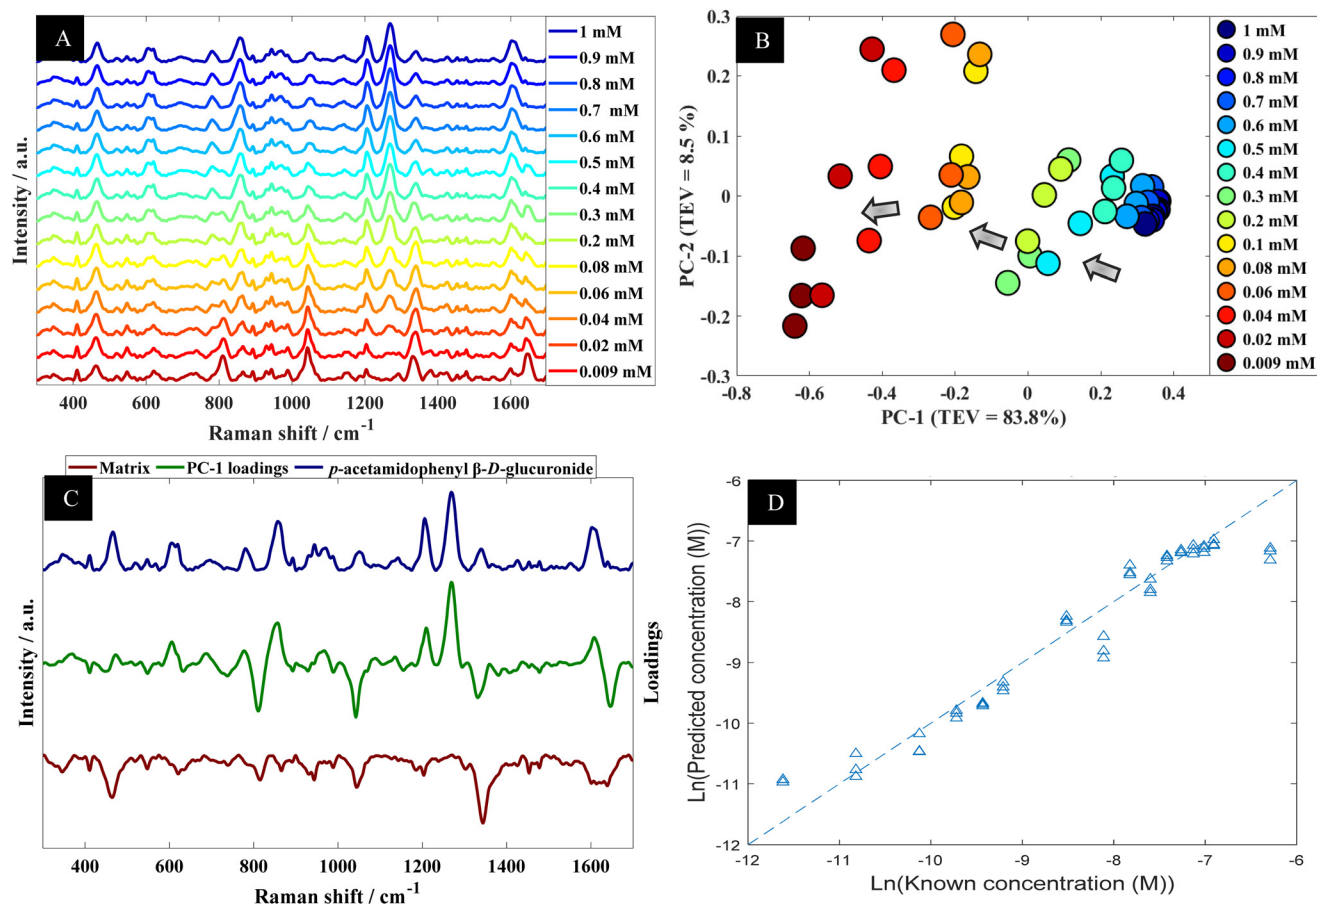 A
Intensity / a.u.
1 mM
0.9 mM
0.8 mM
0.7 mM
0.6 mM
0.5 mM
0.4 mM
0.3 mM
0.2 mM
0.08 mM
0.06 mM
0.04 mM
0.02 mM
0.009 mM
400 600 800 1000 1200 1400 1600
Raman shift / cm-1
B
PC-2 (TEV = 8.5 %)
0.3
0.2
0.1
0
-0.1
-0.2
-0.3
-0.8 -0.6 -0.4 -0.2 0 0.2 0.4
PC-1 (TEV = 83.8%)
1 mM
0.9 mM
0.8 mM
0.7 mM
0.6 mM
0.5 mM
0.4 mM
0.3 mM
0.2 mM
0.1 mM
0.08 mM
0.06 mM
0.04 mM
0.02 mM
0.009 mM
Matrix PC-1 loadings p-acetamidophenyl β-D-glucuronide
C
Intensity / a.u.
Loadings
400 600 800 1000 1200 1400 1600
Raman shift / cm-1
D
Ln(Predicted concentration (M))
-6
-7
-8
-9
-10
-11
-12
-12 -11 -10 -9 -8 -7 -6
Ln(Known concentration (M))